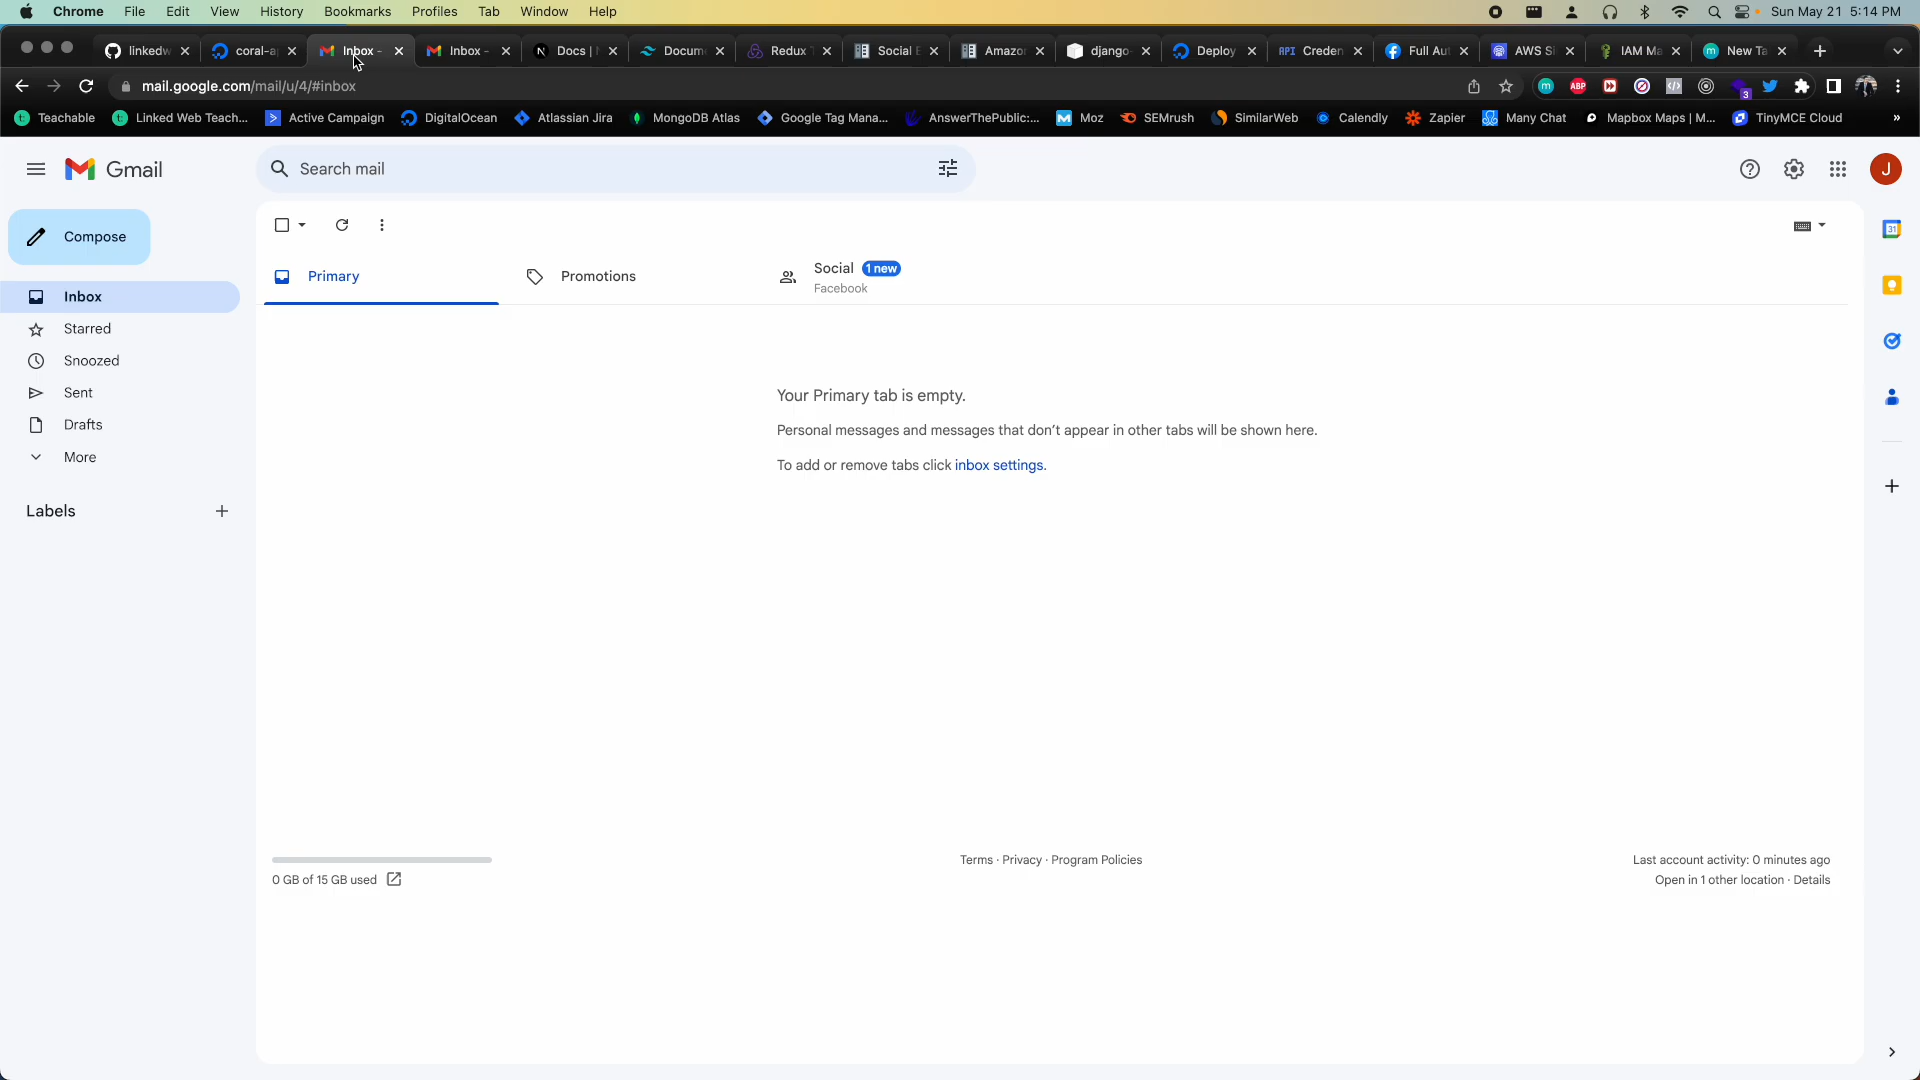 Chrome File Edit View History Bookmarks Profiles Tab Window Help Sun May 21 5:14 PM
linkedw coral-a Inbox - Inbox - Docs | Docum Redux Social Amazo django- Deploy API Creden Full Au AWS S IAM Ma New Ta
mail.google.com/mail/u/4/#inbox ABP 3
Teachable Linked Web Teach... Active Campaign DigitalOcean Atlassian Jira MongoDB Atlas Google Tag Mana... AnswerThePublic:... Moz SEMrush SimilarWeb Calendly Zapier Many Chat Mapbox Maps | M... TinyMCE Cloud »
Gmail Search mail J
Compose
31
Primary Promotions Social 1 new
Facebook
Inbox
Starred
Snoozed
Sent
Drafts
More
Labels
Your Primary tab is empty.
Personal messages and messages that don't appear in other tabs will be shown here.
To add or remove tabs click inbox settings.
0 GB of 15 GB used
Terms · Privacy · Program Policies
Last account activity: 0 minutes ago
Open in 1 other location · Details